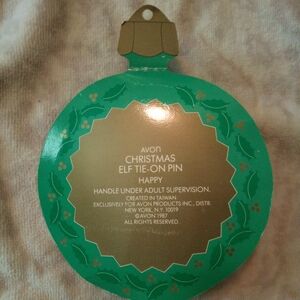 AVON
CHRISTMAS
ELF TIE-ON PIN
HAPPY
HANDLE UNDER ADULT SUPERVISION.
CREATED IN TAIWAN
EXCLUSIVELY FOR AVON PRODUCTS INC., DISTR.
NEW YORK, N.Y. 10019
© AVON 1987
ALL RIGHTS RESERVED